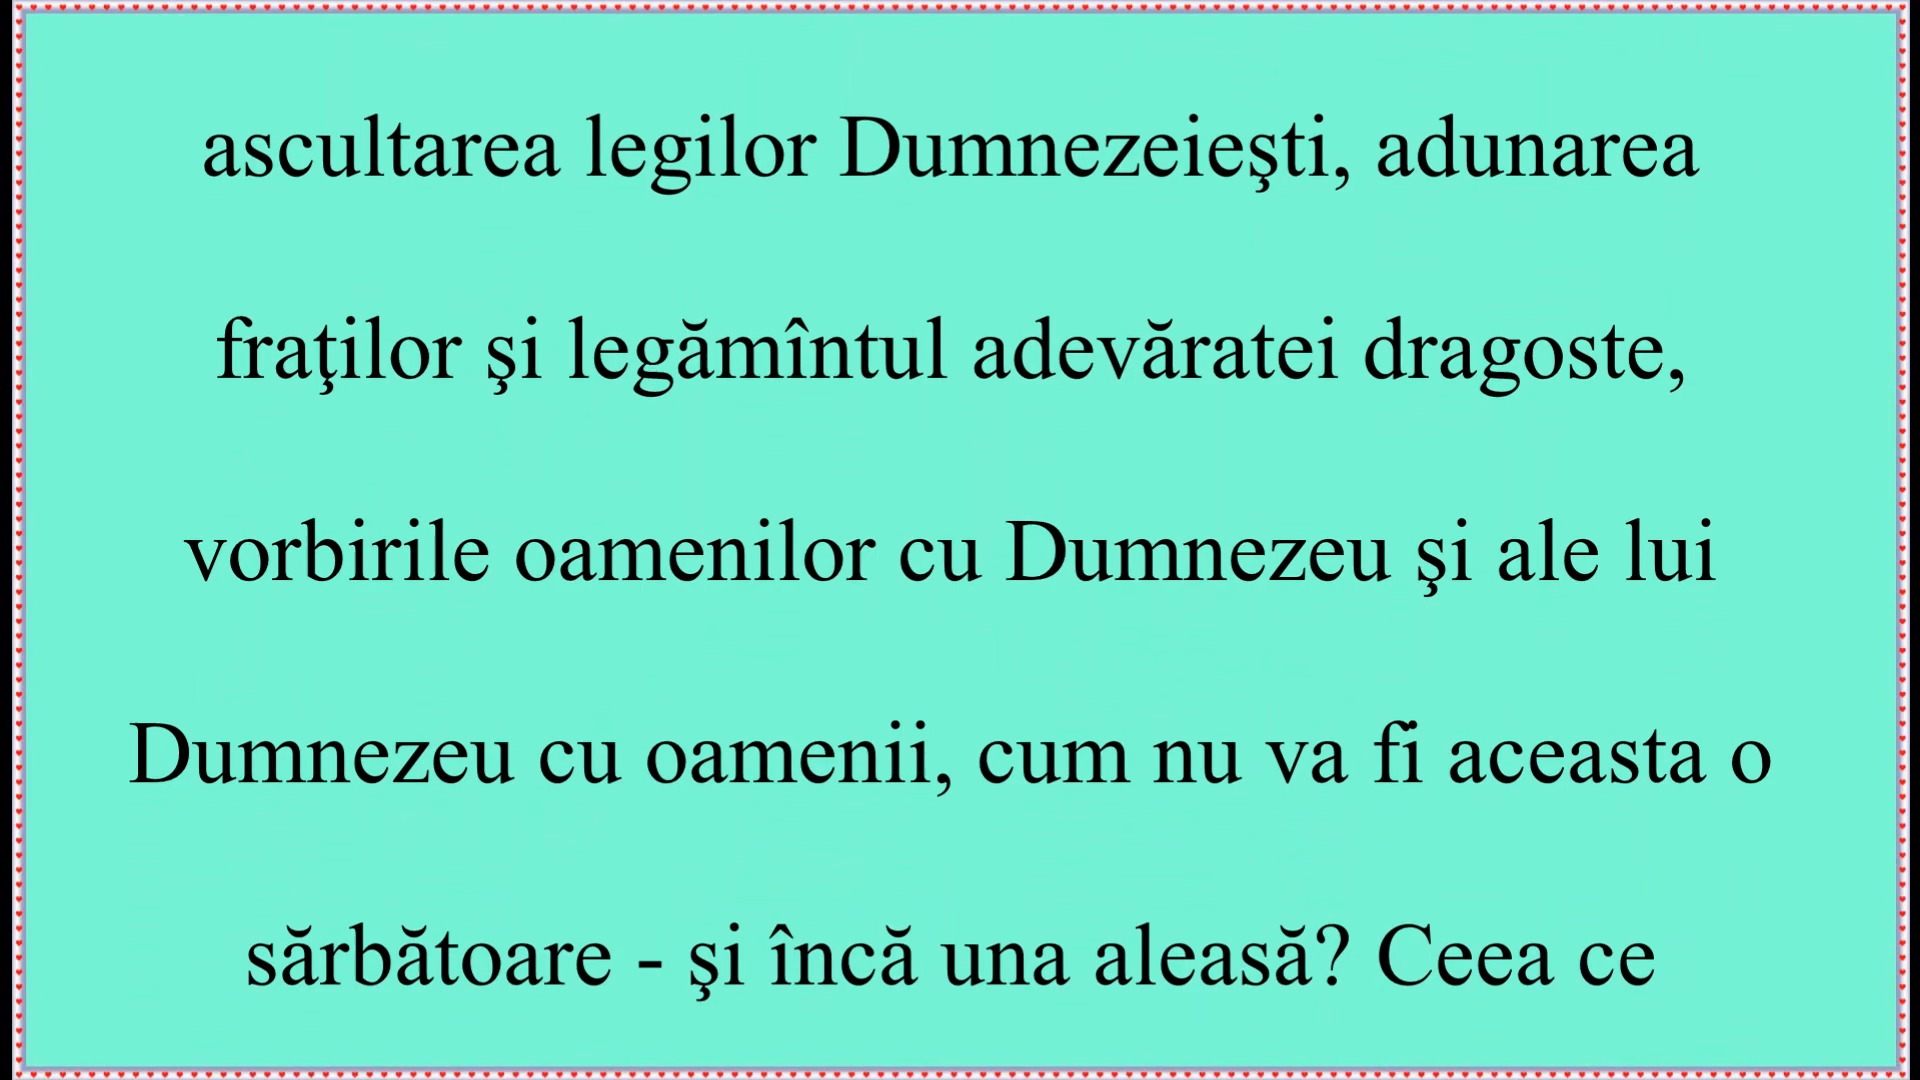 ascultarea legilor Dumnezeieşti, adunarea
fraţilor şi legămîntul adevăratei dragoste,
vorbirile oamenilor cu Dumnezeu şi ale lui
Dumnezeu cu oamenii, cum nu va fi aceasta o
sărbătoare - şi încă una aleasă? Ceea ce